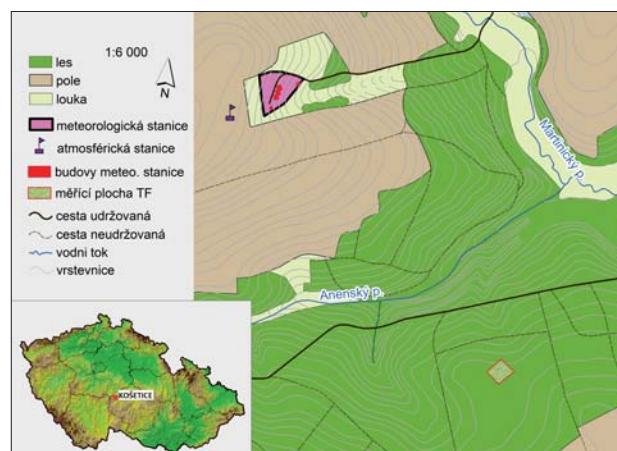 1:6 000
N
les
pole
louka
meteorologická stanice
atmosférická stanice
budovy meteo. stanice
měřící plocha TF
cesta udržovaná
cesta neudržovaná
vodni tok
vrstevnice
Martinický p.
Anenský p.
KOŠETICE